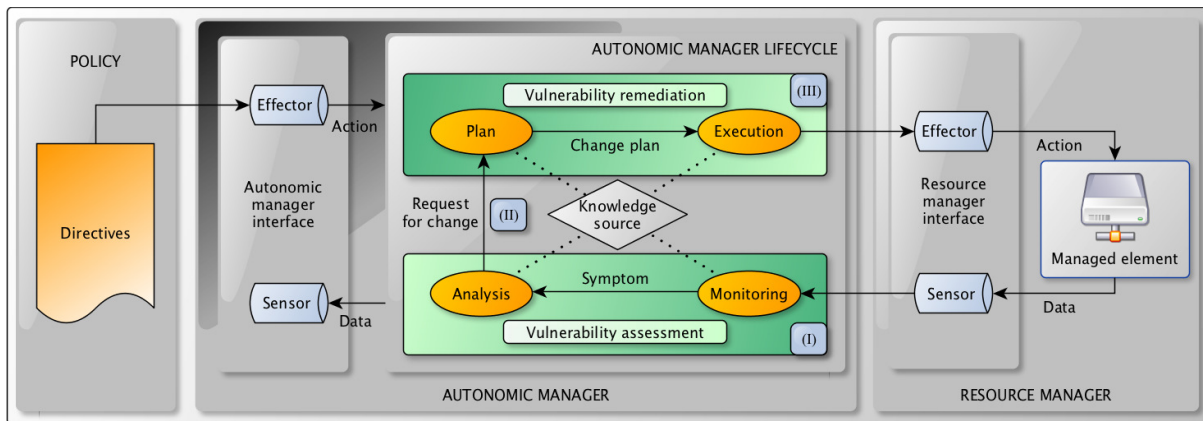 POLICY
Directives
Effector
Action
Autonomic
manager
interface
Sensor
Data
AUTONOMIC MANAGER LIFECYCLE
Vulnerability remediation
(III)
Plan
Change plan
Execution
Request
for change
(II)
Knowledge
source
Analysis
Symptom
Monitoring
Vulnerability assessment
(I)
AUTONOMIC MANAGER
Effector
Action
Resource
manager
interface
Managed element
Sensor
Data
RESOURCE MANAGER